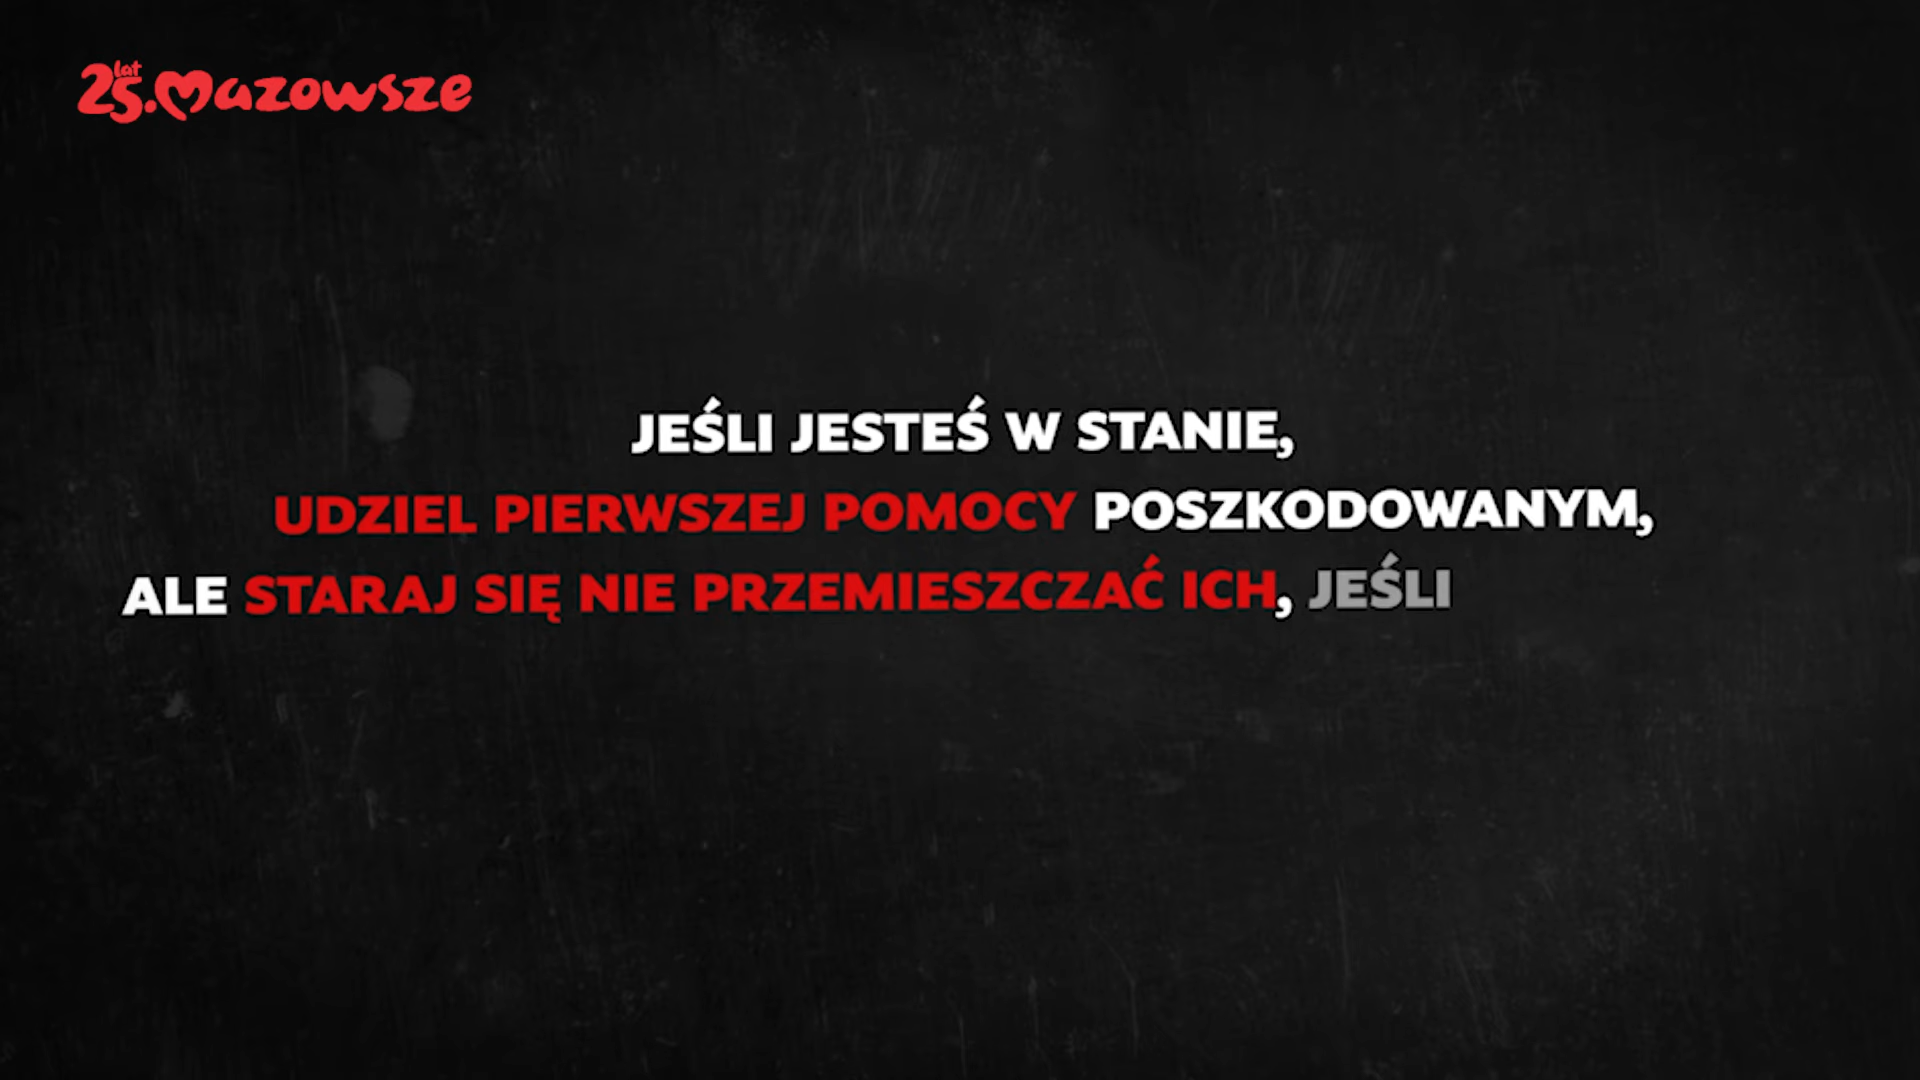 25 lat.Mazowsze
JEŚLI JESTEŚ W STANIE,
UDZIEL PIERWSZEJ POMOCY POSZKODOWANYM,
ALE STARAJ SIĘ NIE PRZEMIESZCZAĆ ICH, JEŚLI